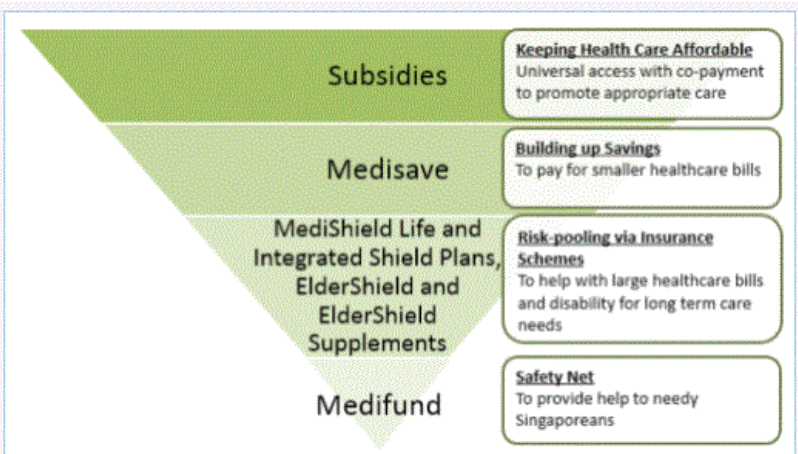 Subsidies
Keeping Health Care Affordable
Universal access with co-payment
to promote appropriate care
Medisave
Building up Savings
To pay for smaller healthcare bills
MediShield Life and
Integrated Shield Plans,
ElderShield and
ElderShield
Supplements
Risk-pooling via Insurance
Schemes
To help with large healthcare bills
and disability for long term care
needs
Medifund
Safety Net
To provide help to needy
Singaporeans